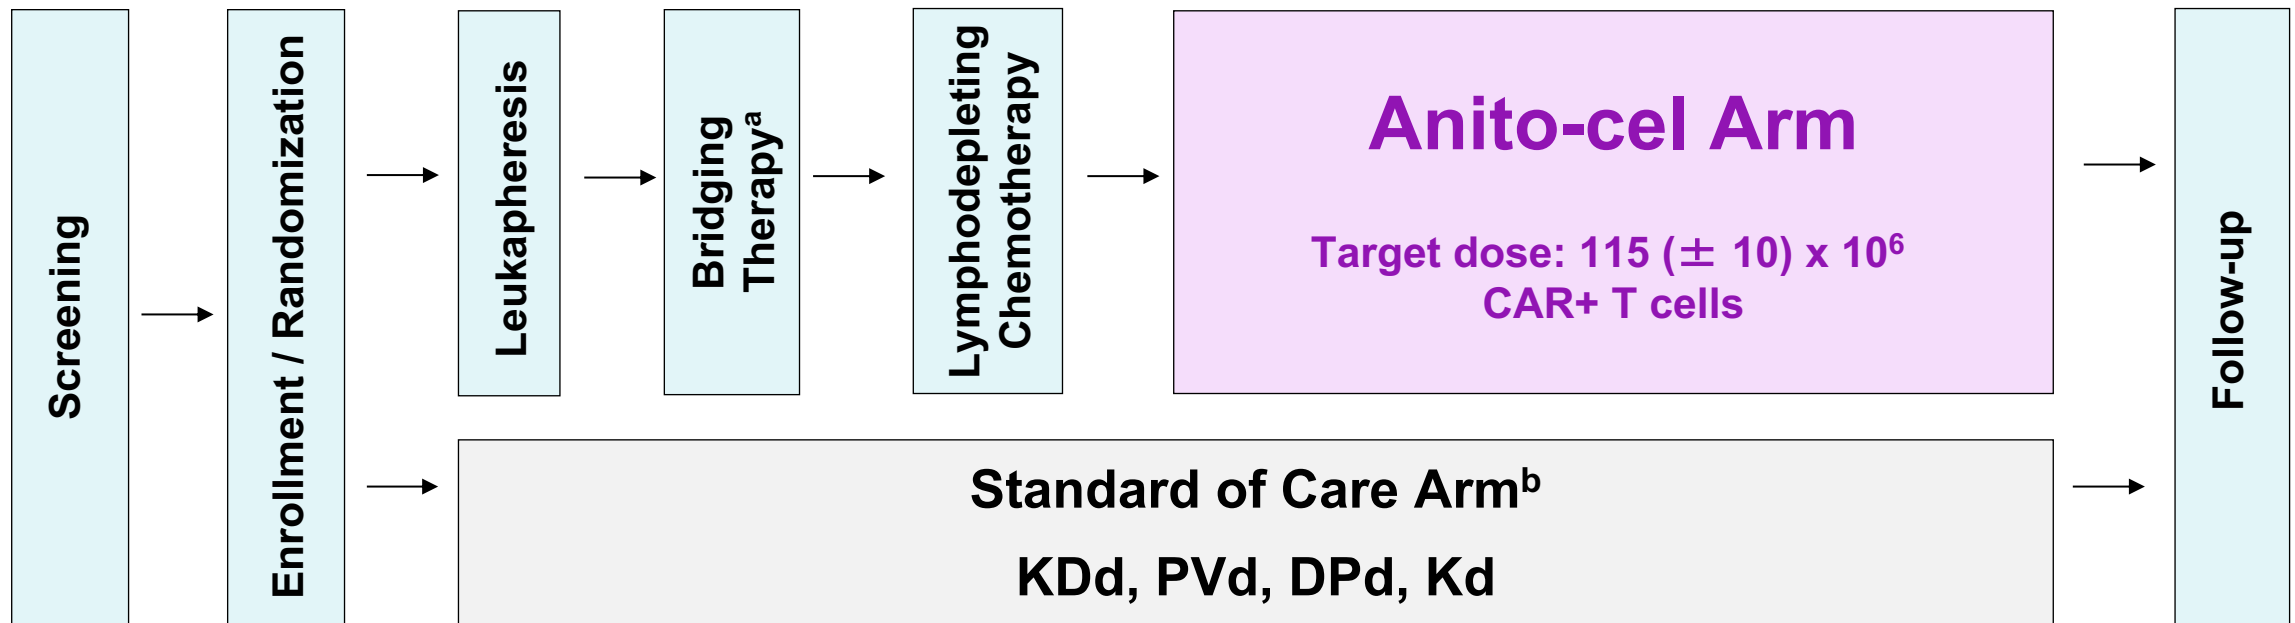 Screening
Enrollment / Randomization
Leukapheresis
Bridging
Therapyᵃ
Lymphodepleting
Chemotherapy
Anito-cel Arm
Target dose: 115 (± 10) x 10⁶
CAR+ T cells
Standard of Care Armᵇ
KDd, PVd, DPd, Kd
Follow-up